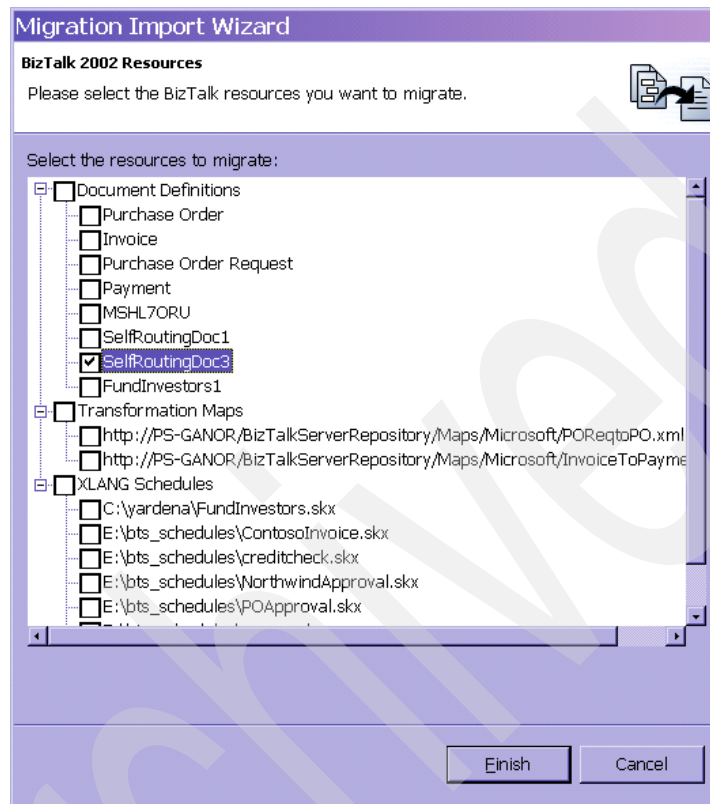 Migration Import Wizard
BizTalk 2002 Resources
Please select the BizTalk resources you want to migrate.
Select the resources to migrate:
Document Definitions
Purchase Order
Invoice
Purchase Order Request
Payment
MSHL7ORU
SelfRoutingDoc1
SelfRoutingDoc3
FundInvestors1
Transformation Maps
http://PS-GANOR/BizTalkServerRepository/Maps/Microsoft/POReqtoPO.xml
http://PS-GANOR/BizTalkServerRepository/Maps/Microsoft/InvoiceToPayme
XLANG Schedules
C:\yardena\FundInvestors.skx
E:\bts_schedules\ContosoInvoice.skx
E:\bts_schedules\creditcheck.skx
E:\bts_schedules\NorthwindApproval.skx
E:\bts_schedules\POApproval.skx
Finish Cancel